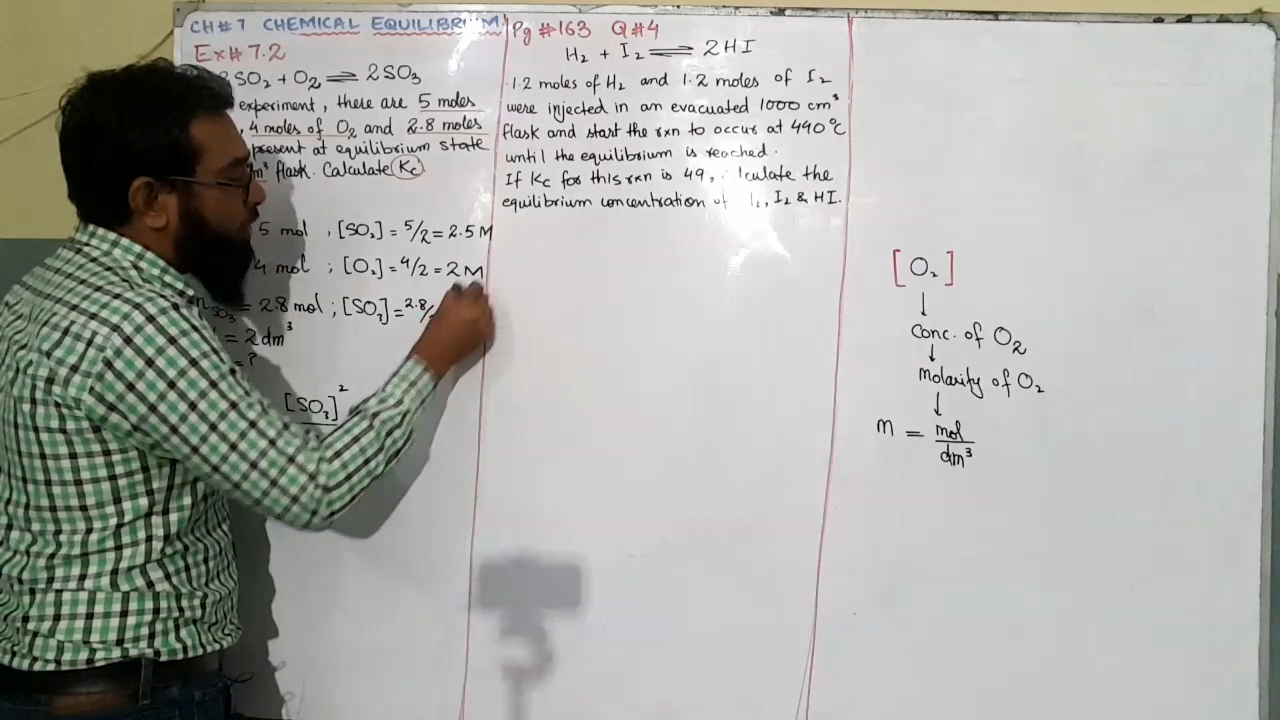 CH#7 CHEMICAL EQUILIBRIUM
Ex#7.2
2SO₂ + O₂ ⇌ 2SO₃
experiment, there are 5 moles
4 moles of O₂ and 2.8 moles
present at equilibrium state
flask. Calculate Kc
5 mol , [SO₂] = 5/2 = 2.5 M
4 mol ; [O₂] = 4/2 = 2 M
n SO₃ = 2.8 mol ; [SO₃] = 2.8/
= 2 dm³
= ?
[SO₃]²
Pg #163 Q#4
H₂ + I₂ ⇌ 2HI
1.2 moles of H₂ and 1.2 moles of I₂
were injected in an evacuated 1000 cm³
flask and start the rxn to occur at 490°C
until the equilibrium is reached.
If Kc for this rxn is 49, lculate the
equilibrium concentration of I₂ & HI.
[O₂]
↓
Conc. of O₂
↓
Molarity of O₂
↓
M = mol
dm³